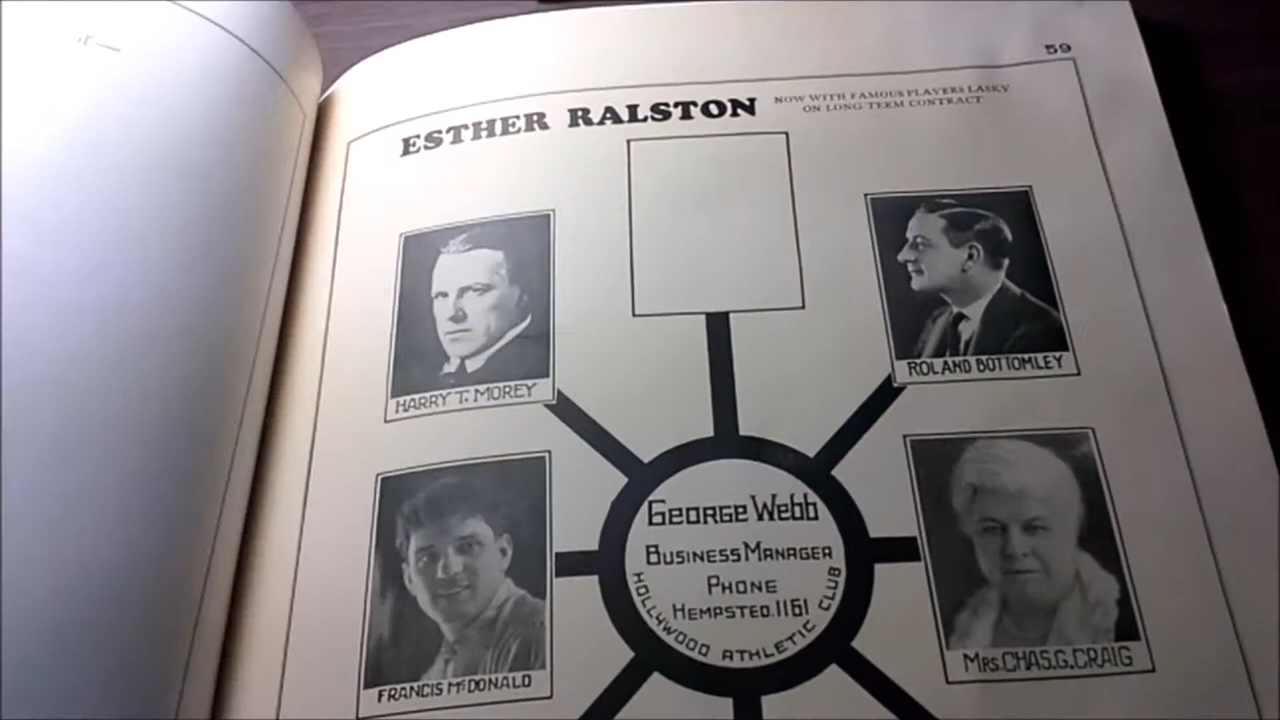 59
ESTHER RALSTON
NOW WITH FAMOUS PLAYERS LASKY
ON LONG TERM CONTRACT
HARRY T. MOREY
ROLAND BOTTOMLEY
GEORGE WEBB
BUSINESS MANAGER
PHONE
HEMPSTED.1161
HOLLYWOOD ATHLETIC CLUB
FRANCIS McDONALD
MRS.CHAS.G.CRAIG